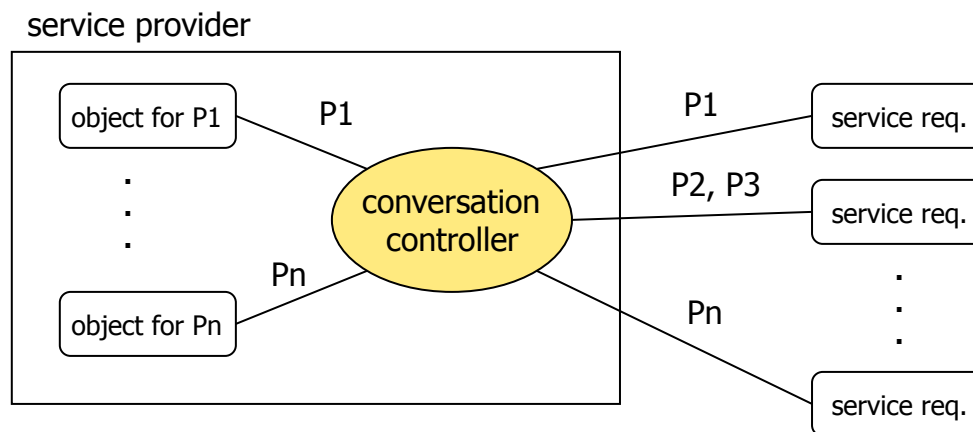 service provider
object for P1
P1
P1
service req.
P2, P3
service req.
conversation
controller
.
.
.
Pn
object for Pn
Pn
.
.
.
service req.